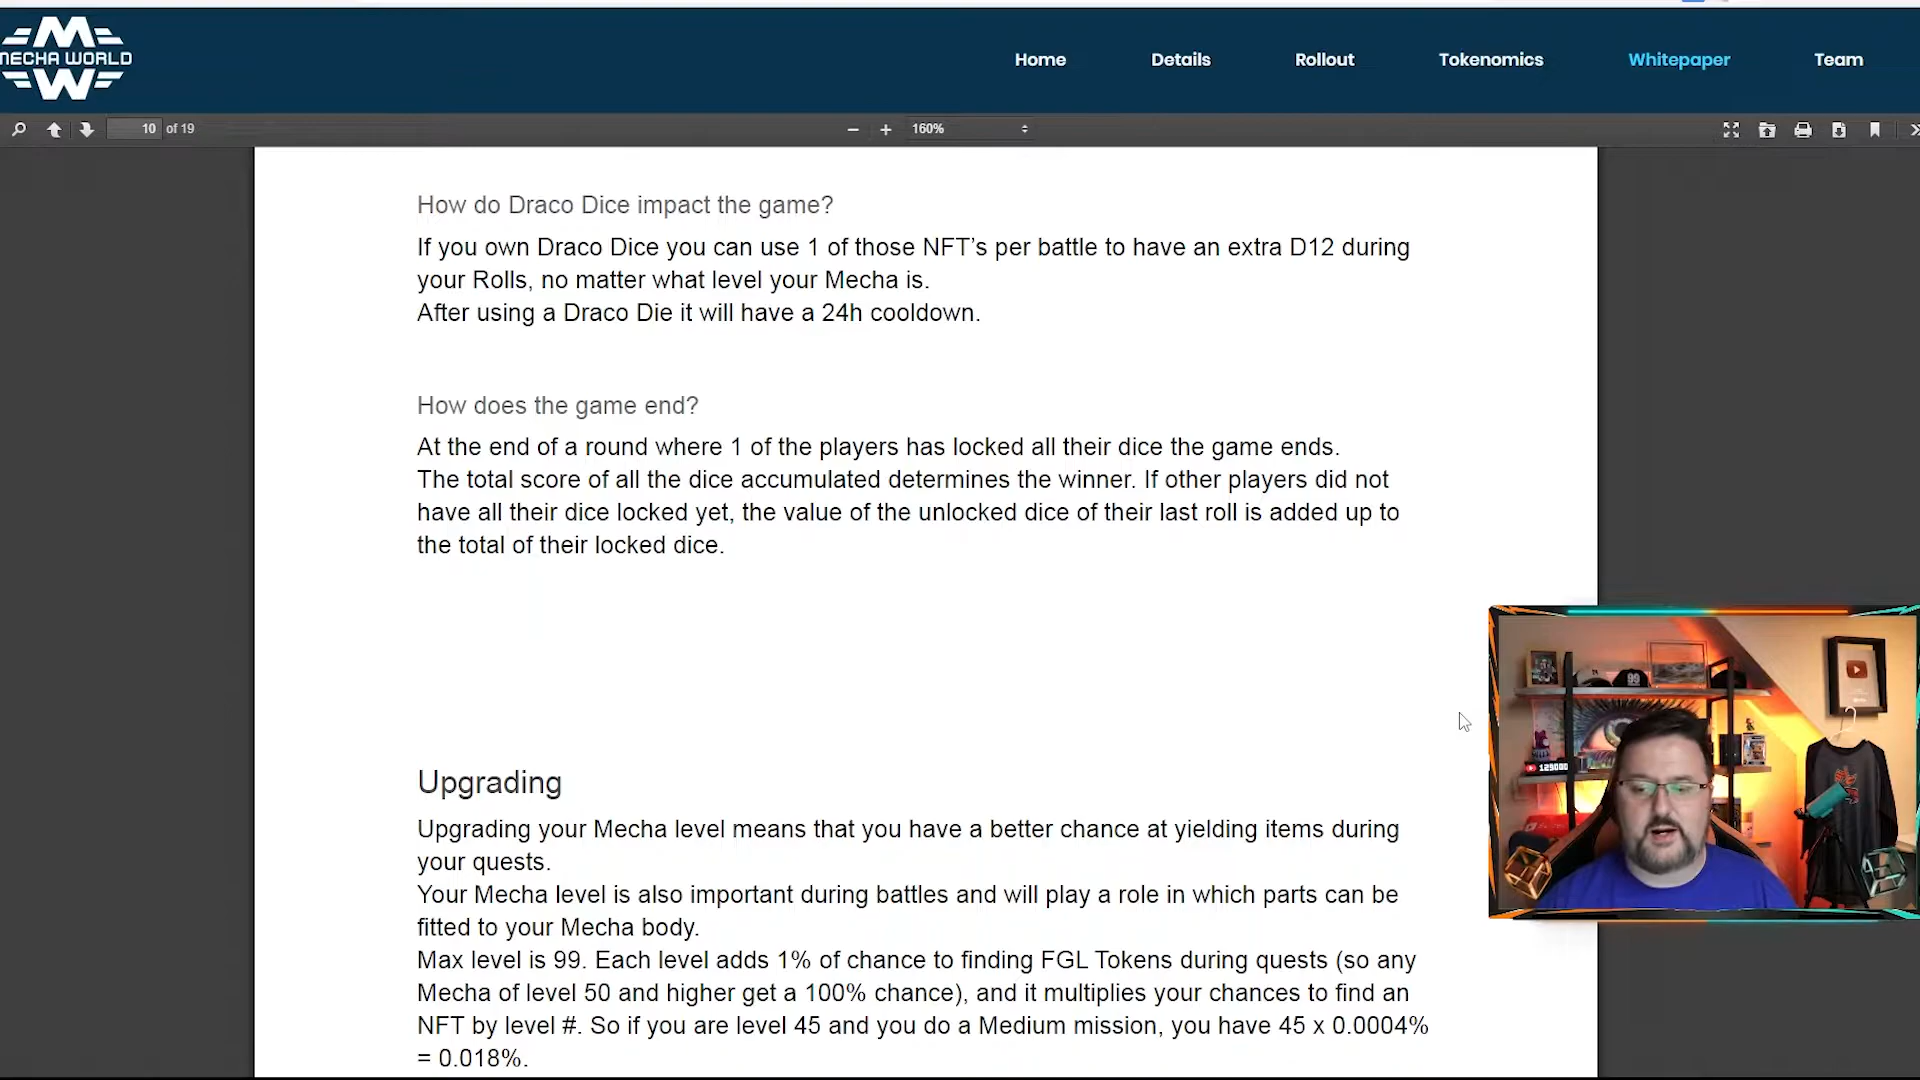 M
MECHA WORLD
W
Home
Details
Rollout
Tokenomics
Whitepaper
Team
10 of 19
160%
How do Draco Dice impact the game?
If you own Draco Dice you can use 1 of those NFT’s per battle to have an extra D12 during
your Rolls, no matter what level your Mecha is.
After using a Draco Die it will have a 24h cooldown.
How does the game end?
At the end of a round where 1 of the players has locked all their dice the game ends.
The total score of all the dice accumulated determines the winner. If other players did not
have all their dice locked yet, the value of the unlocked dice of their last roll is added up to
the total of their locked dice.
Upgrading
Upgrading your Mecha level means that you have a better chance at yielding items during
your quests.
Your Mecha level is also important during battles and will play a role in which parts can be
fitted to your Mecha body.
Max level is 99. Each level adds 1% of chance to finding FGL Tokens during quests (so any
Mecha of level 50 and higher get a 100% chance), and it multiplies your chances to find an
NFT by level #. So if you are level 45 and you do a Medium mission, you have 45 x 0.0004%
= 0.018%.
99
129000